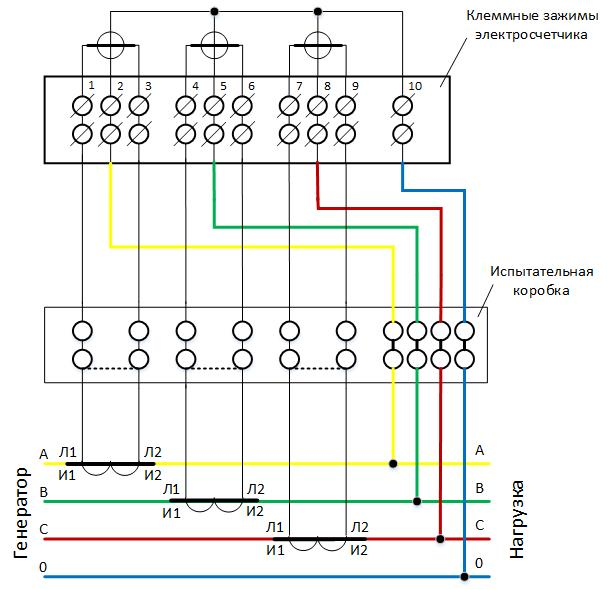 Клеммные зажимы
электросчетчика
1 2 3 4 5 6 7 8 9 10
Испытательная
коробка
A Л1 Л2 A
И1 И2
B Л1 Л2 B
И1 И2
C Л1 Л2 C
И1 И2
0 0
Генератор
Нагрузка